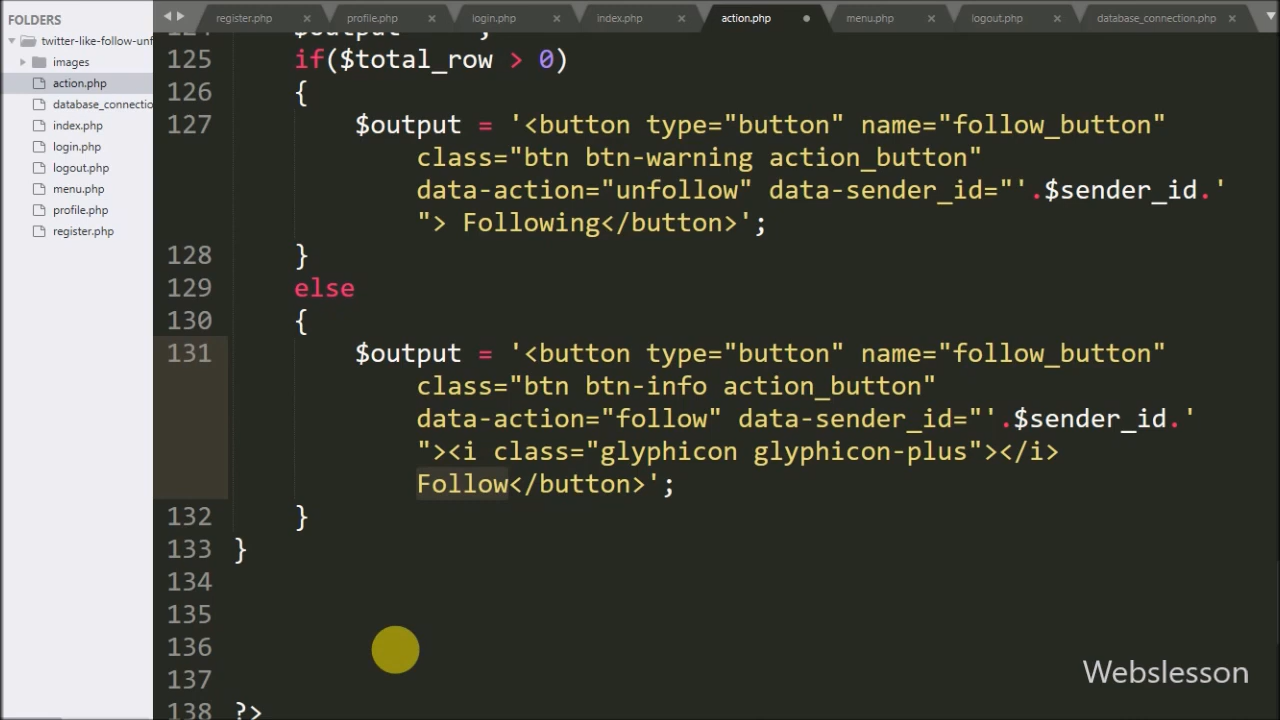 register.php × profile.php × login.php × index.php × action.php menu.php × logout.php × database_connection.php ×
FOLDERS
twitter-like-follow-unf
images
action.php
database_connectio
index.php
login.php
logout.php
menu.php
profile.php
register.php
124 $output = '';
125 if($total_row > 0)
126 {
127 $output = '<button type="button" name="follow_button"
class="btn btn-warning action_button"
data-action="unfollow" data-sender_id="'.$sender_id.'
"> Following</button>';
128 }
129 else
130 {
131 $output = '<button type="button" name="follow_button"
class="btn btn-info action_button"
data-action="follow" data-sender_id="'.$sender_id.'
"><i class="glyphicon glyphicon-plus"></i>
Follow</button>';
132 }
133 }
134
135
136
137
138 ?>
Webslesson